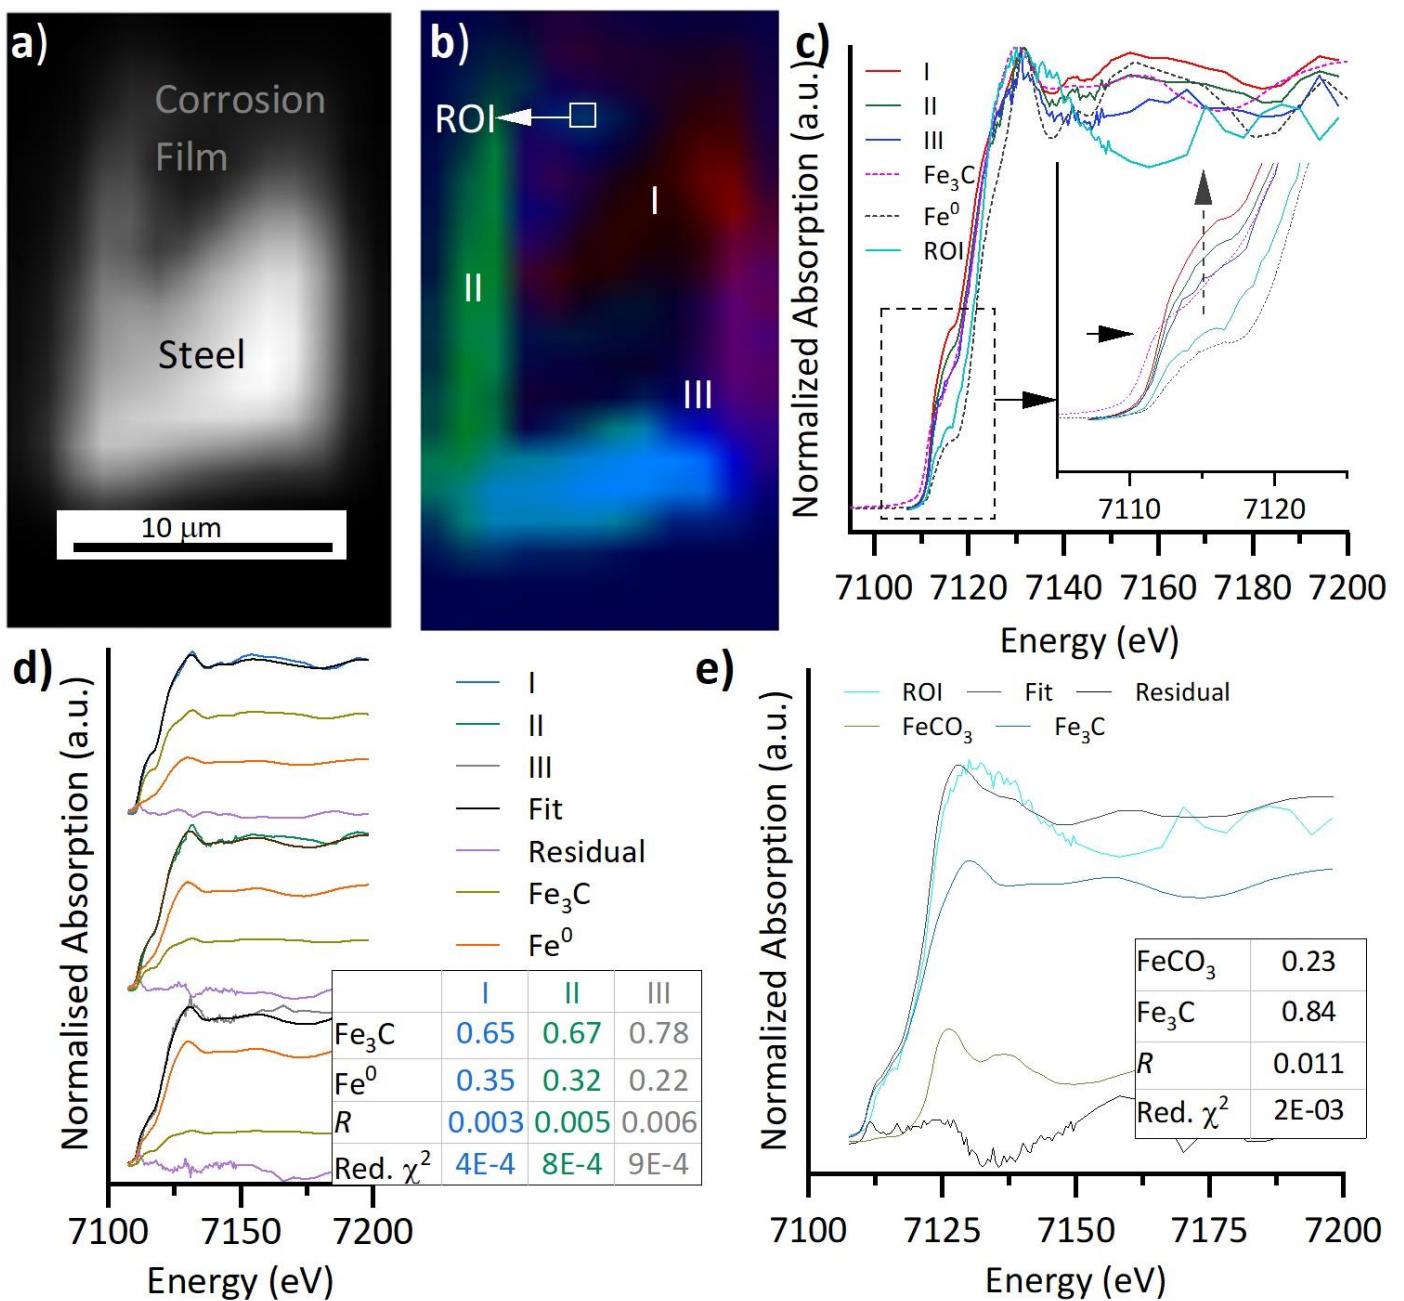 a)
Corrosion
Film
Steel
10 μm
b)
ROI
I
II
III
c)
Normalized Absorption (a.u.)
I
II
III
Fe₃C
Fe⁰
ROI
7110 7120
7100 7120 7140 7160 7180 7200
Energy (eV)
d)
Normalised Absorption (a.u.)
I
II
III
Fit
Residual
Fe₃C
Fe⁰
I II III
Fe₃C 0.65 0.67 0.78
Fe⁰ 0.35 0.32 0.22
R 0.003 0.005 0.006
Red. χ² 4E-4 8E-4 9E-4
7100 7150 7200
Energy (eV)
e)
Normalized Absorption (a.u.)
ROI Fit Residual
FeCO₃ Fe₃C
FeCO₃ 0.23
Fe₃C 0.84
R 0.011
Red. χ² 2E-03
7100 7125 7150 7175 7200
Energy (eV)